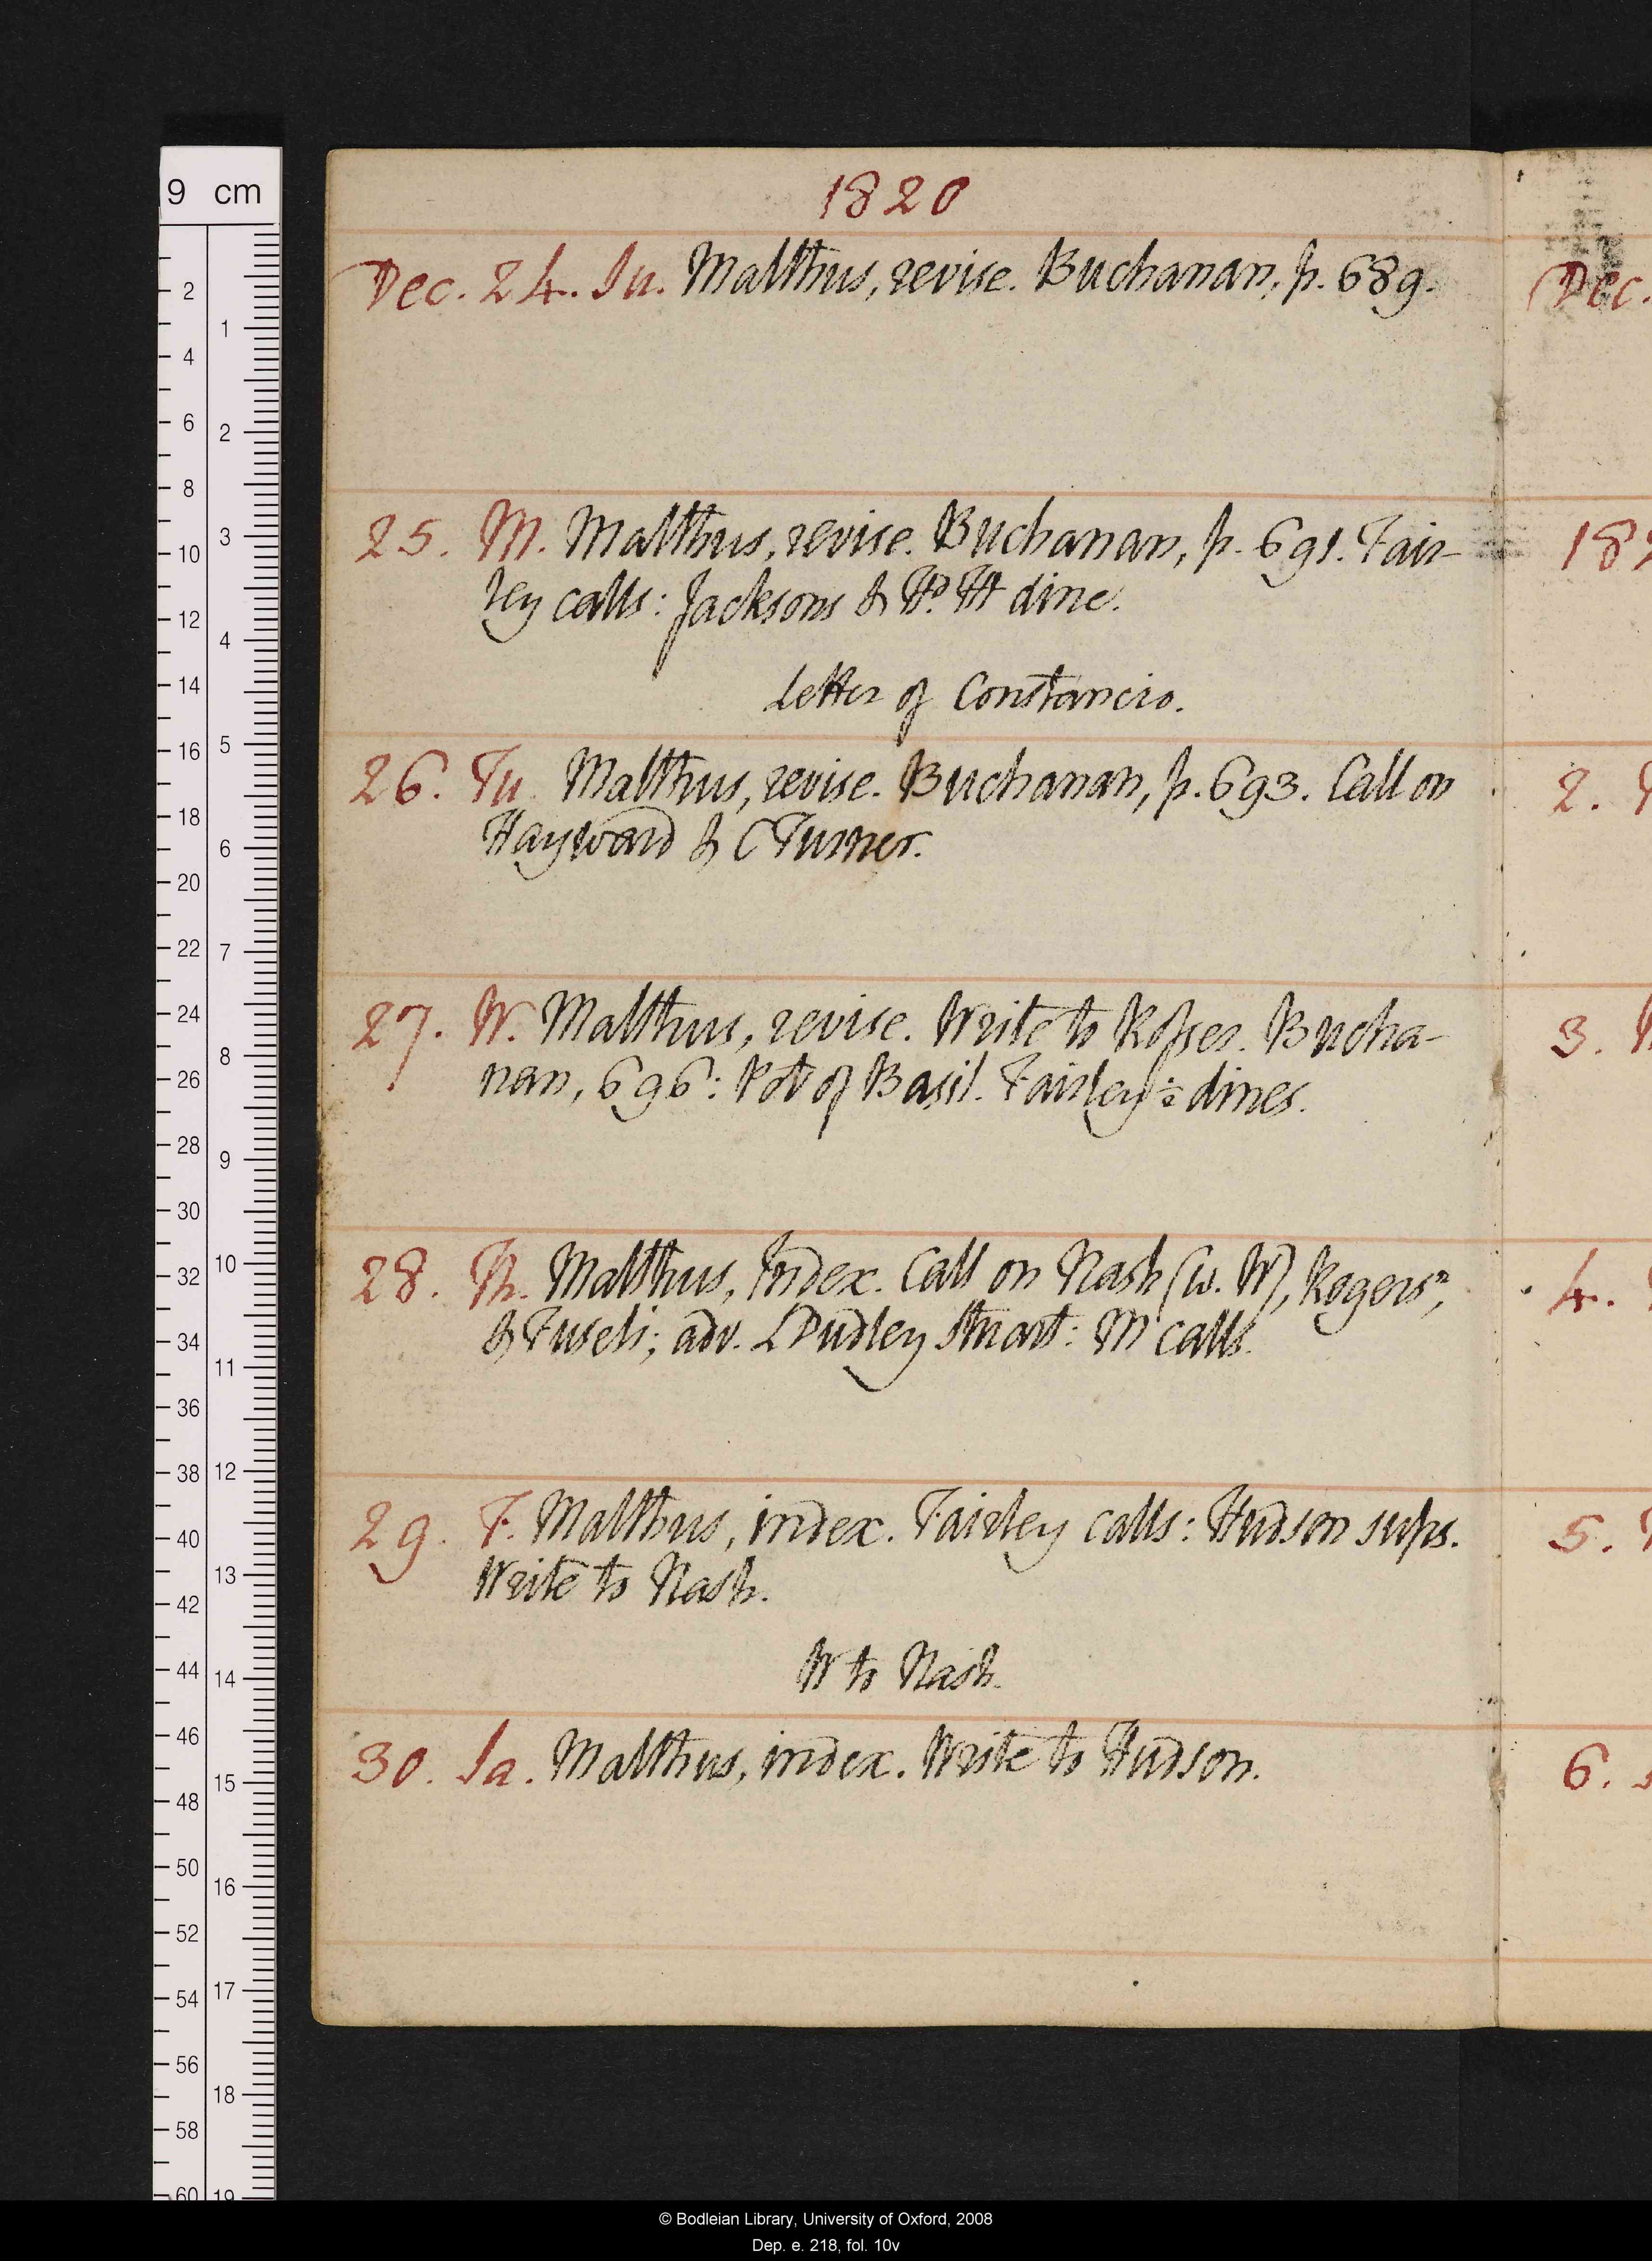 1820
Dec. 24. Su. Malthus, revise. Buchanan, p. 689.
25. M. Malthus, revise. Buchanan, p. 691. Fair-
ley calls: Jacksons & dine.
Letter of Constancio.
26. Tu. Malthus, revise. Buchanan, p. 693. Call on
Hayward & C Turner.
27. W. Malthus, revise. Write to Rosser. Bucha-
nan, 696: Pot of Basil. Fairley dines.
28. Th. Malthus, Index. Call on Nash (w. W), Rogers n,
& Fuseli; adv. L Dudley Stuart: M calls.
29. F. Malthus, index. Fairley calls: Hudson sups.
Write to Nash.
W to Nash.
30. Sa. Malthus, index. Write to Hudson.
Dec.
182
2.
3.
4.
5.
6.
9 cm
2 4 6 8 10 12 14 16 18 20 22 24 26 28 30 32 34 36 38 40 42 44 46 48 50 52 54 56 58 60
1 2 3 4 5 6 7 8 9 10 11 12 13 14 15 16 17 18 19
© Bodleian Library, University of Oxford, 2008
Dep. e. 218, fol. 10v